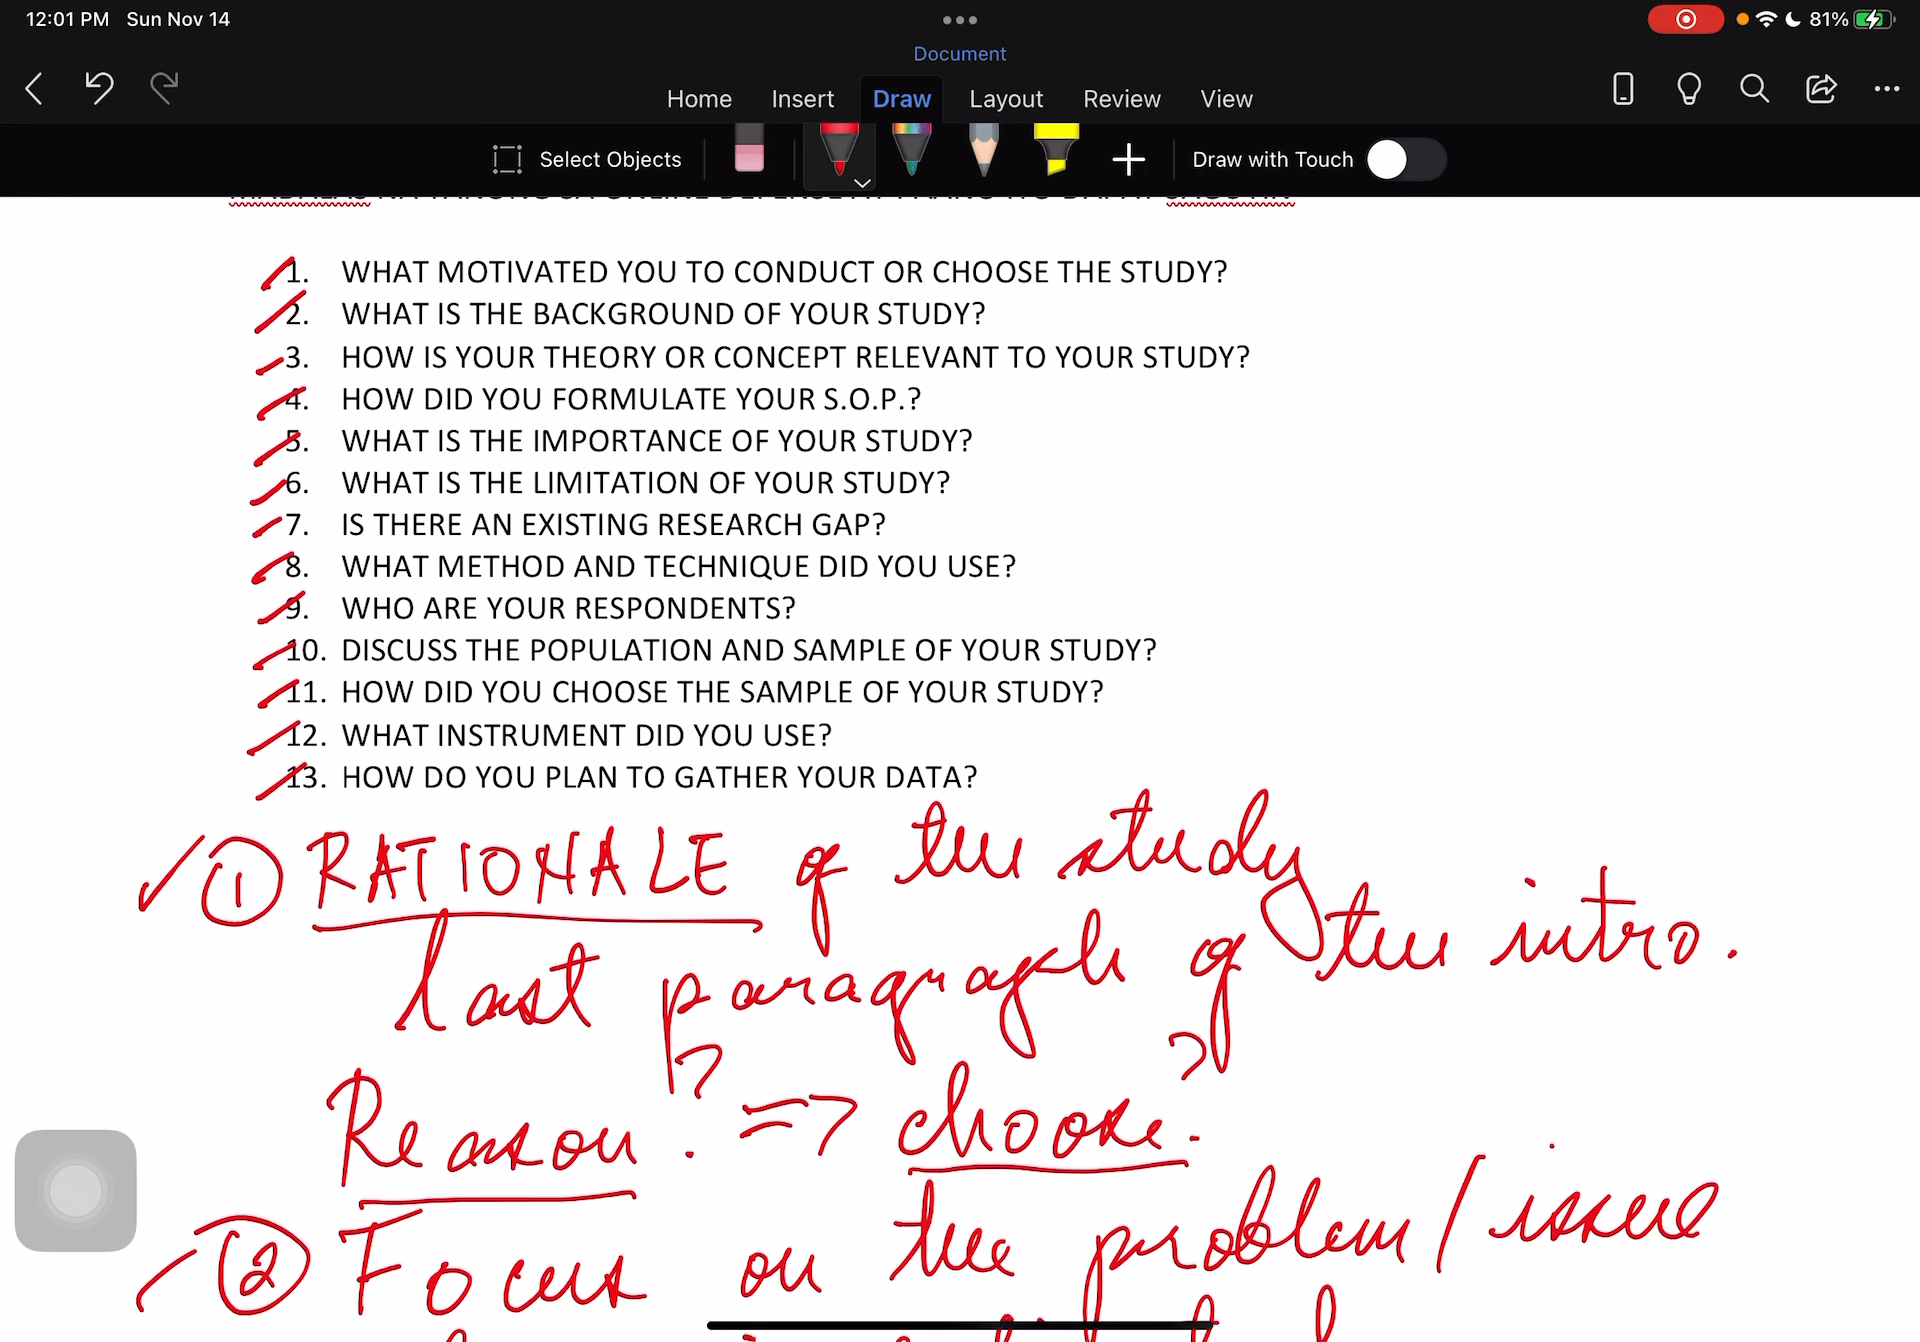 12:01 PM Sun Nov 14
81%
Document
Home Insert Draw Layout Review View
Select Objects
Draw with Touch
1. WHAT MOTIVATED YOU TO CONDUCT OR CHOOSE THE STUDY?
2. WHAT IS THE BACKGROUND OF YOUR STUDY?
3. HOW IS YOUR THEORY OR CONCEPT RELEVANT TO YOUR STUDY?
4. HOW DID YOU FORMULATE YOUR S.O.P.?
5. WHAT IS THE IMPORTANCE OF YOUR STUDY?
6. WHAT IS THE LIMITATION OF YOUR STUDY?
7. IS THERE AN EXISTING RESEARCH GAP?
8. WHAT METHOD AND TECHNIQUE DID YOU USE?
9. WHO ARE YOUR RESPONDENTS?
10. DISCUSS THE POPULATION AND SAMPLE OF YOUR STUDY?
11. HOW DID YOU CHOOSE THE SAMPLE OF YOUR STUDY?
12. WHAT INSTRUMENT DID YOU USE?
13. HOW DO YOU PLAN TO GATHER YOUR DATA?
① RATIONALE of the study
last paragraph of the intro.
Reason? => choose?
② Focus on the problem / issue